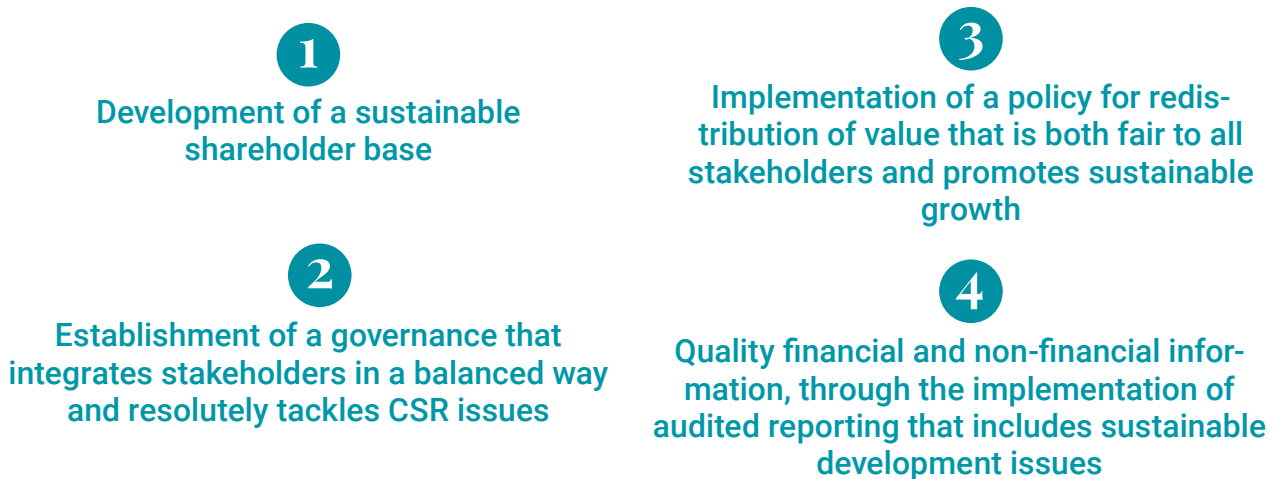 1
Development of a sustainable
shareholder base
2
Establishment of a governance that
integrates stakeholders in a balanced way
and resolutely tackles CSR issues
3
Implementation of a policy for redis-
tribution of value that is both fair to all
stakeholders and promotes sustainable
growth
4
Quality financial and non-financial infor-
mation, through the implementation of
audited reporting that includes sustainable
development issues